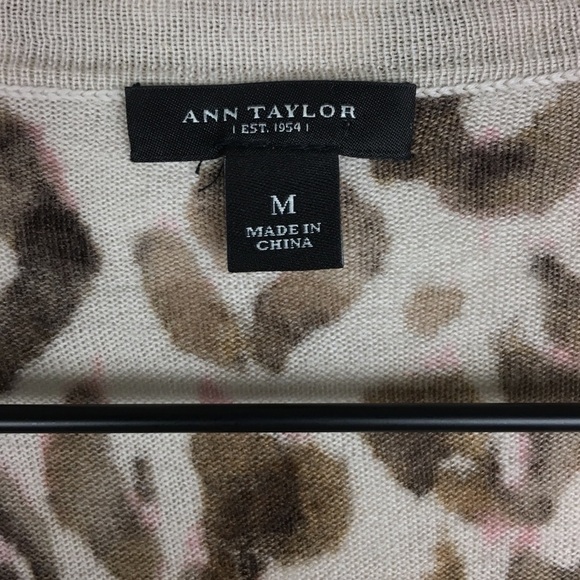 ANN TAYLOR
| EST. 1954 |
M
MADE IN
CHINA